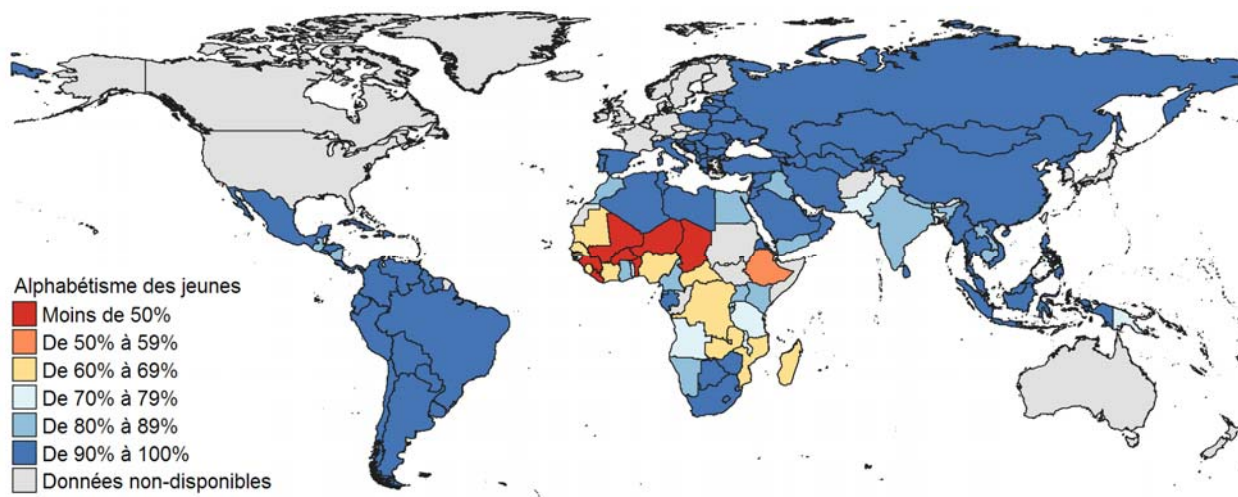 Alphabétisme des jeunes
Moins de 50%
De 50% à 59%
De 60% à 69%
De 70% à 79%
De 80% à 89%
De 90% à 100%
Données non-disponibles